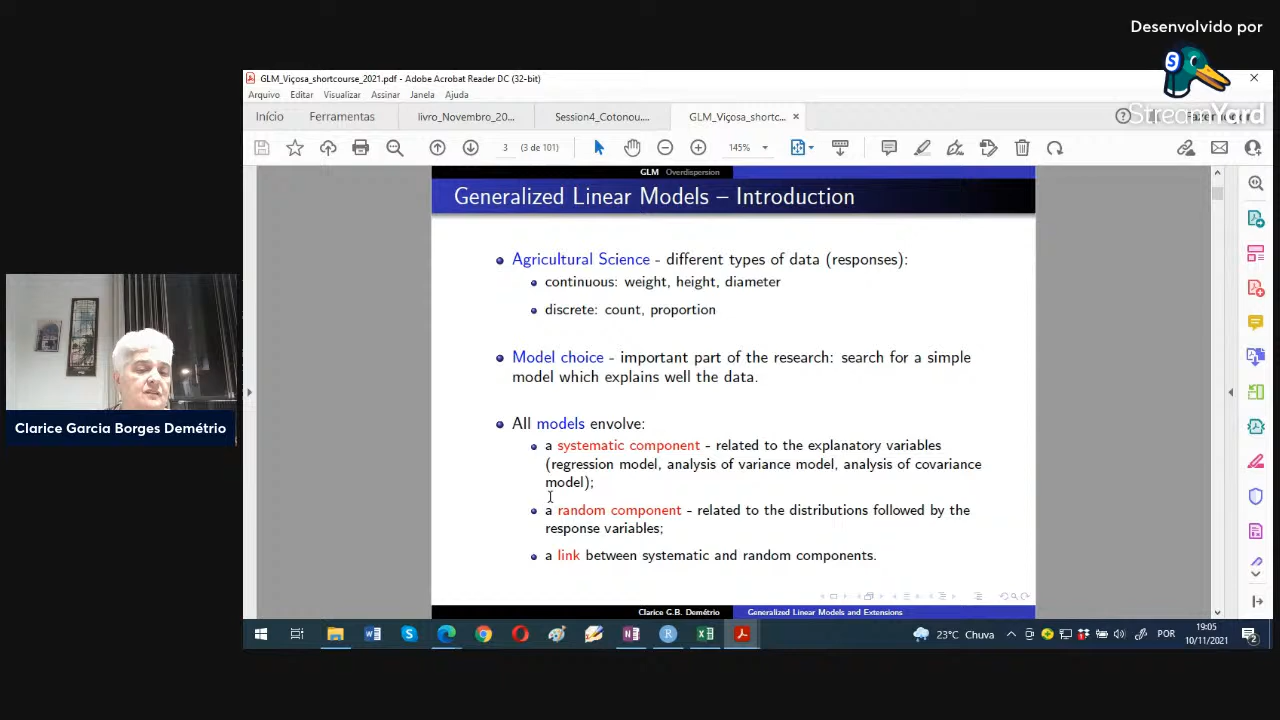 Desenvolvido por
S
StreamYard
GLM_Viçosa_shortcourse_2021.pdf - Adobe Acrobat Reader DC (32-bit)
Arquivo Editar Visualizar Assinar Janela Ajuda
Início Ferramentas livro_Novembro_20... Session4_Cotonou.... GLM_Viçosa_shortc...
3 (3 de 101) 145%
GLM Overdispersion
Generalized Linear Models – Introduction
Agricultural Science - different types of data (responses):
continuous: weight, height, diameter
discrete: count, proportion
Model choice - important part of the research: search for a simple
model which explains well the data.
All models envolve:
a systematic component - related to the explanatory variables
(regression model, analysis of variance model, analysis of covariance
model);
a random component - related to the distributions followed by the
response variables;
a link between systematic and random components.
Clarice Garcia Borges Demétrio
Clarice G.B. Demétrio Generalized Linear Models and Extensions
23°C Chuva POR 19:05
10/11/2021
2